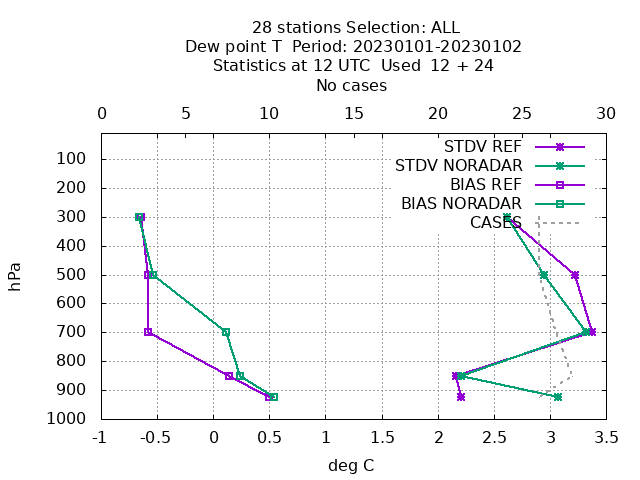 28 stations Selection: ALL
Dew point T  Period: 20230101-20230102
Statistics at 12 UTC  Used  12 + 24
No cases
0 5 10 15 20 25 30
STDV REF
STDV NORADAR
BIAS REF
BIAS NORADAR
CASES
100
200
300
400
500
600
700
800
900
1000
hPa
-1 -0.5 0 0.5 1 1.5 2 2.5 3 3.5
deg C